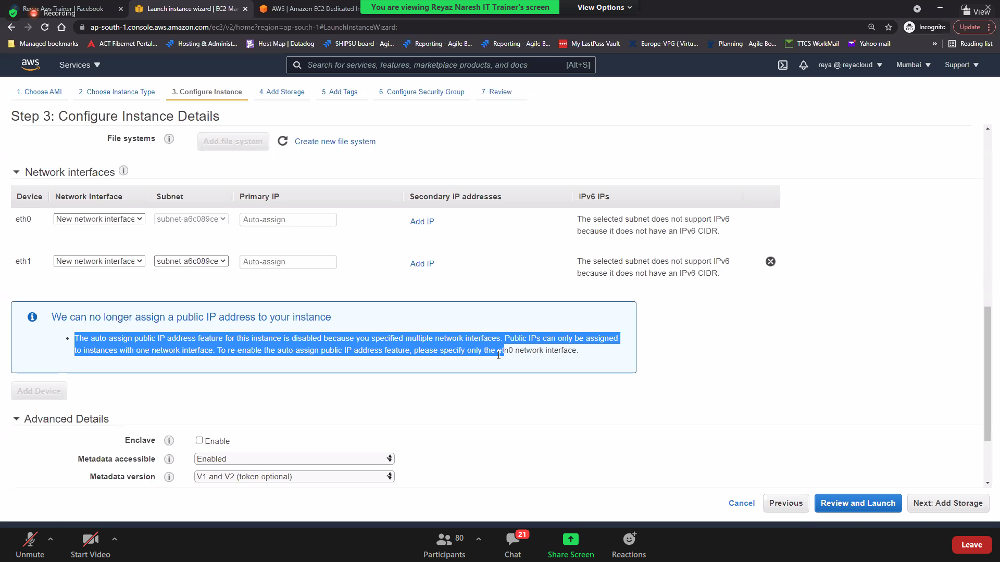 Reyaz Aws Trainer | Facebook
Launch instance wizard | EC2 Ma
AWS | Amazon EC2 Dedicated In
You are viewing Reyaz Naresh IT Trainer's screen
View Options
Recording
View
ap-south-1.console.aws.amazon.com/ec2/v2/home?region=ap-south-1#LaunchInstanceWizard:
Incognito
Update
Managed bookmarks
ACT Fibernet Portal...
Hosting & Administ...
Host Map | Datadog
SHIPSU board - Agi...
Reporting - Agile B...
Reporting - Agile B...
My LastPass Vault
Europe-VPG ( Virtu...
Planning - Agile Bo...
TTCS WorkMail
Yahoo mail
»
Reading list
aws
Services
Search for services, features, marketplace products, and docs
[Alt+S]
reya @ reyacloud
Mumbai
Support
1. Choose AMI
2. Choose Instance Type
3. Configure Instance
4. Add Storage
5. Add Tags
6. Configure Security Group
7. Review
Step 3: Configure Instance Details
File systems
Add file system
Create new file system
Network interfaces
Device
Network Interface
Subnet
Primary IP
Secondary IP addresses
IPv6 IPs
eth0
New network interface
subnet-a6c089ce
Auto-assign
Add IP
The selected subnet does not support IPv6
because it does not have an IPv6 CIDR.
eth1
New network interface
subnet-a6c089ce
Auto-assign
Add IP
The selected subnet does not support IPv6
because it does not have an IPv6 CIDR.
We can no longer assign a public IP address to your instance
• The auto-assign public IP address feature for this instance is disabled because you specified multiple network interfaces. Public IPs can only be assigned
to instances with one network interface. To re-enable the auto-assign public IP address feature, please specify only the eth0 network interface.
Add Device
Advanced Details
Enclave
Enable
Metadata accessible
Enabled
Metadata version
V1 and V2 (token optional)
Cancel
Previous
Review and Launch
Next: Add Storage
Unmute
Start Video
80
Participants
21
Chat
Share Screen
Reactions
Leave